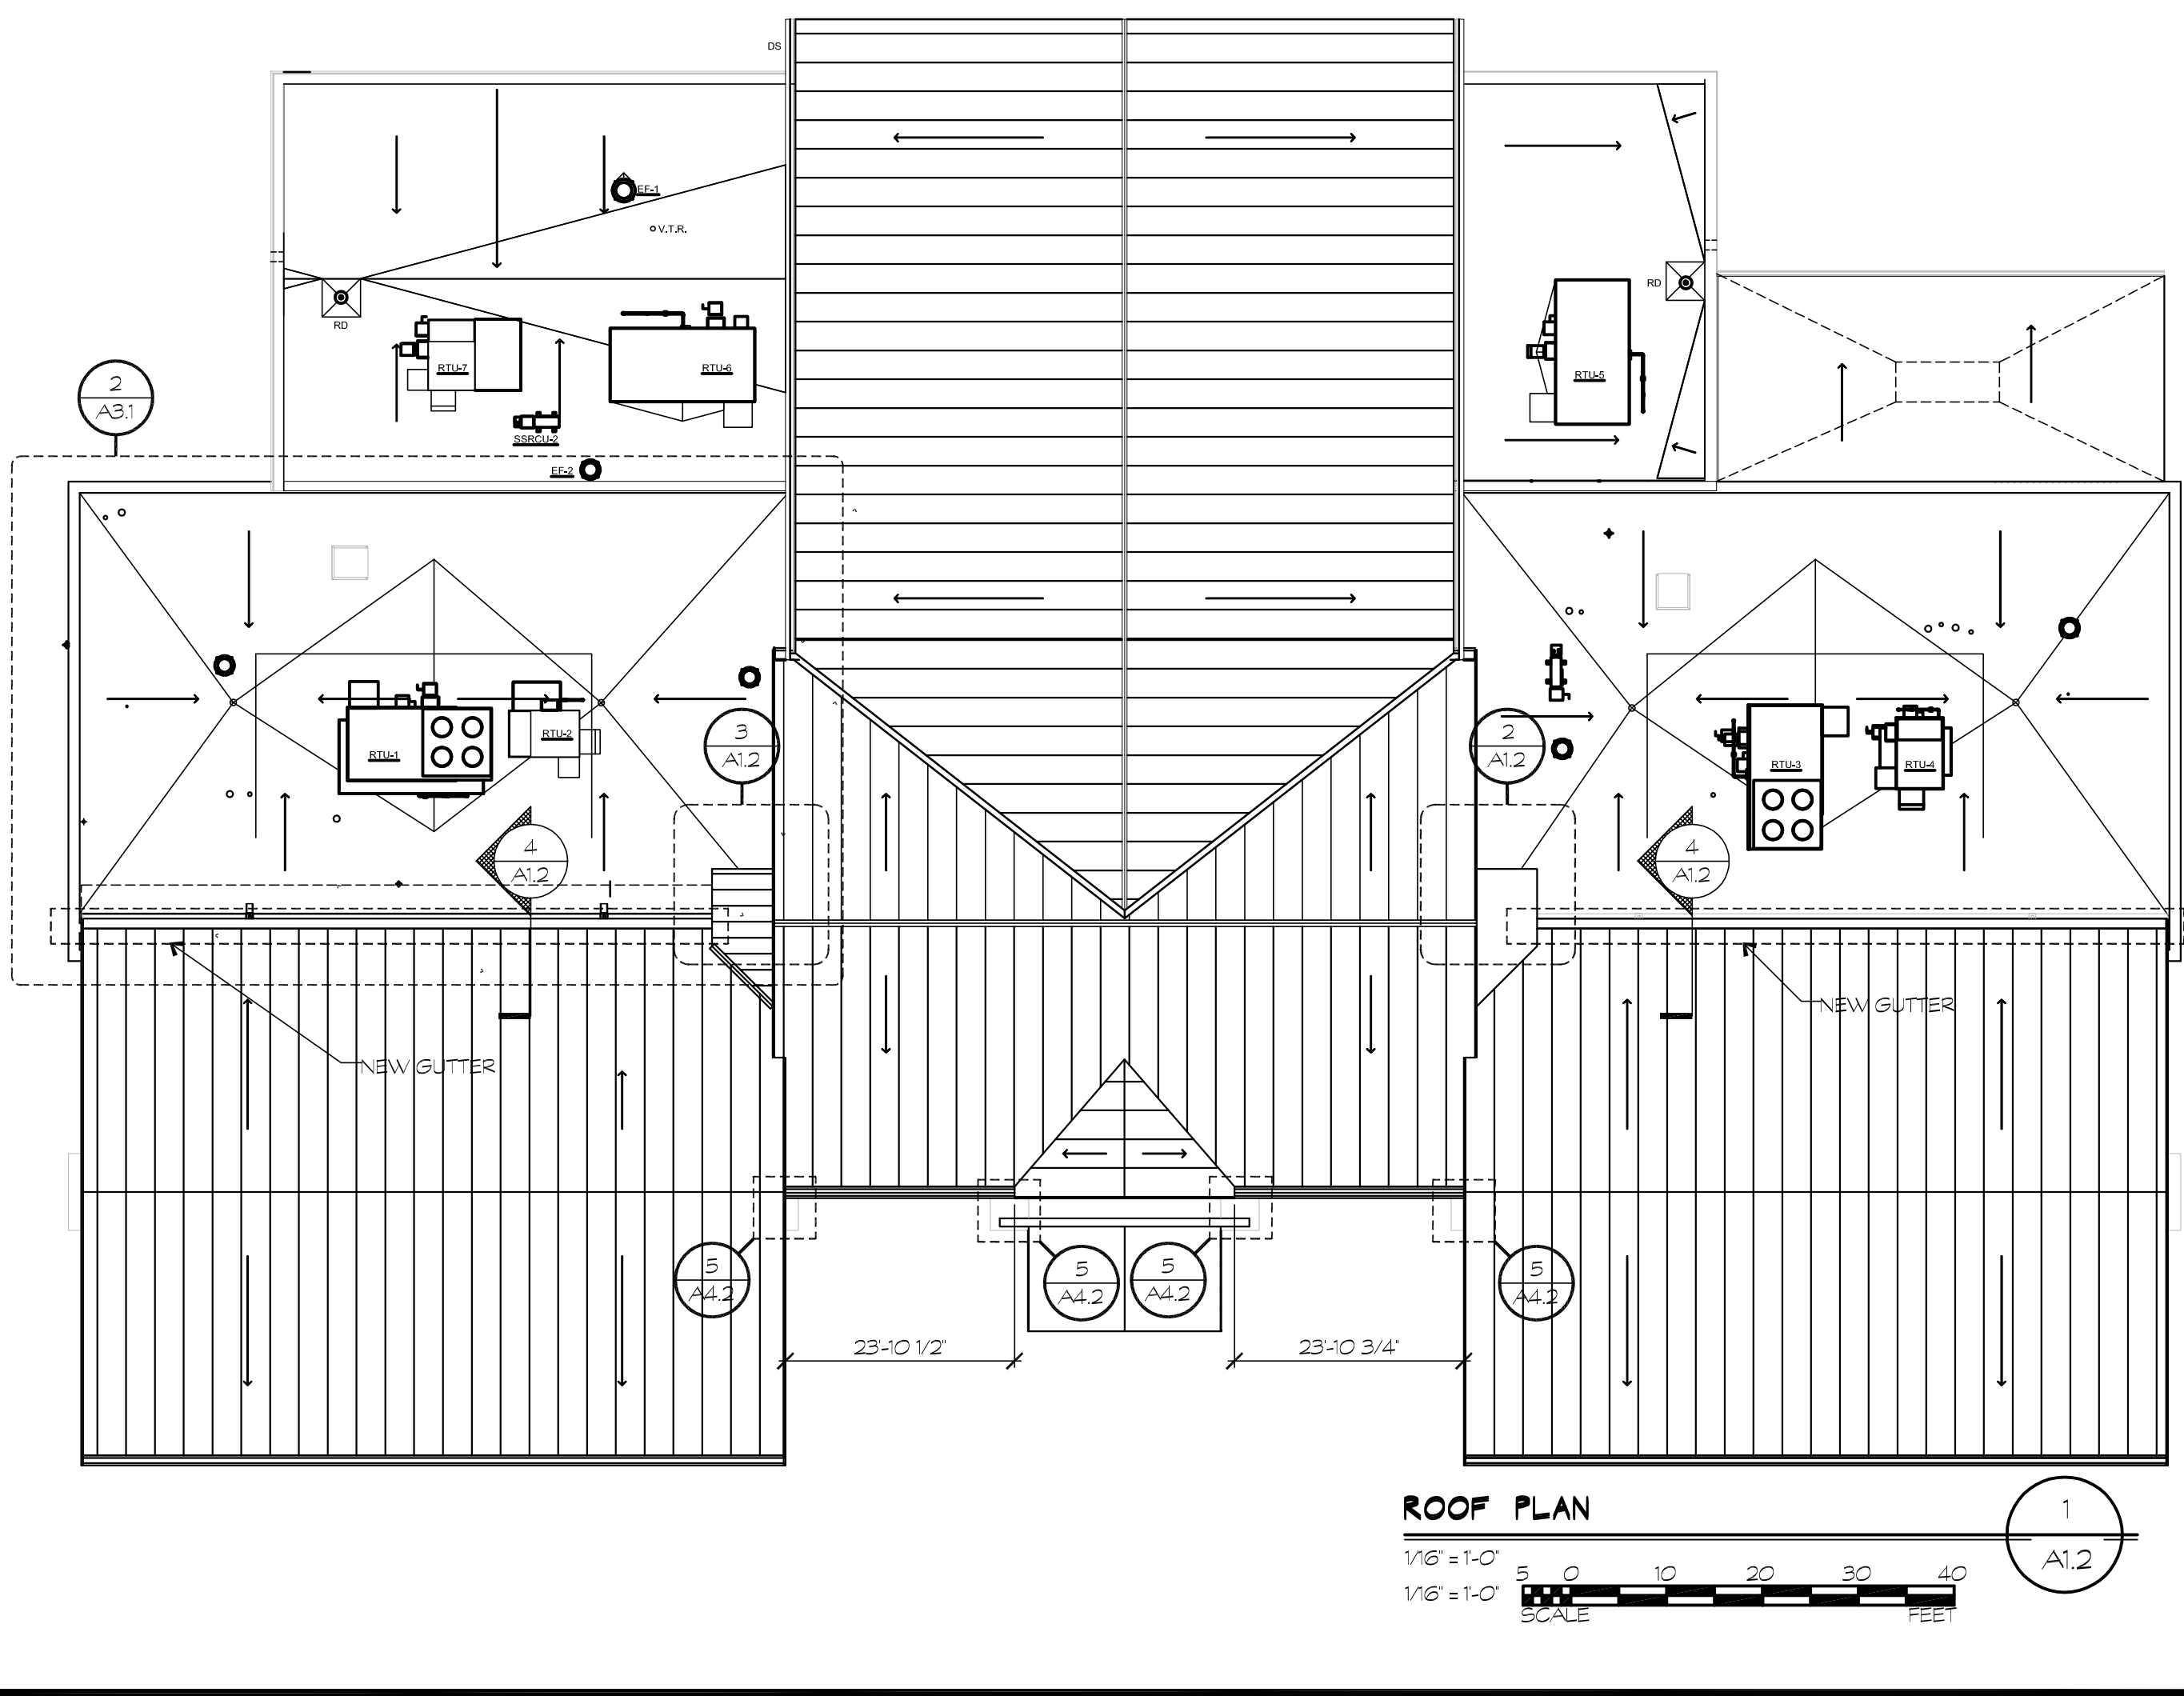 DS
EF-1
V.T.R.
RD
RD
RTU-7
RTU-6
RTU-5
SSRCU-2
EF-2
2
A3.1
3
A1.2
2
A1.2
RTU-1
RTU-2
RTU-3
RTU-4
4
A1.2
4
A1.2
NEW GUTTER
NEW GUTTER
5
A4.2
5
A4.2
5
A4.2
5
A4.2
23'-10 1/2"
23'-10 3/4"
ROOF PLAN
1
A1.2
1/16" = 1'-0"
1/16" = 1'-0"
5 0 10 20 30 40
SCALE FEET